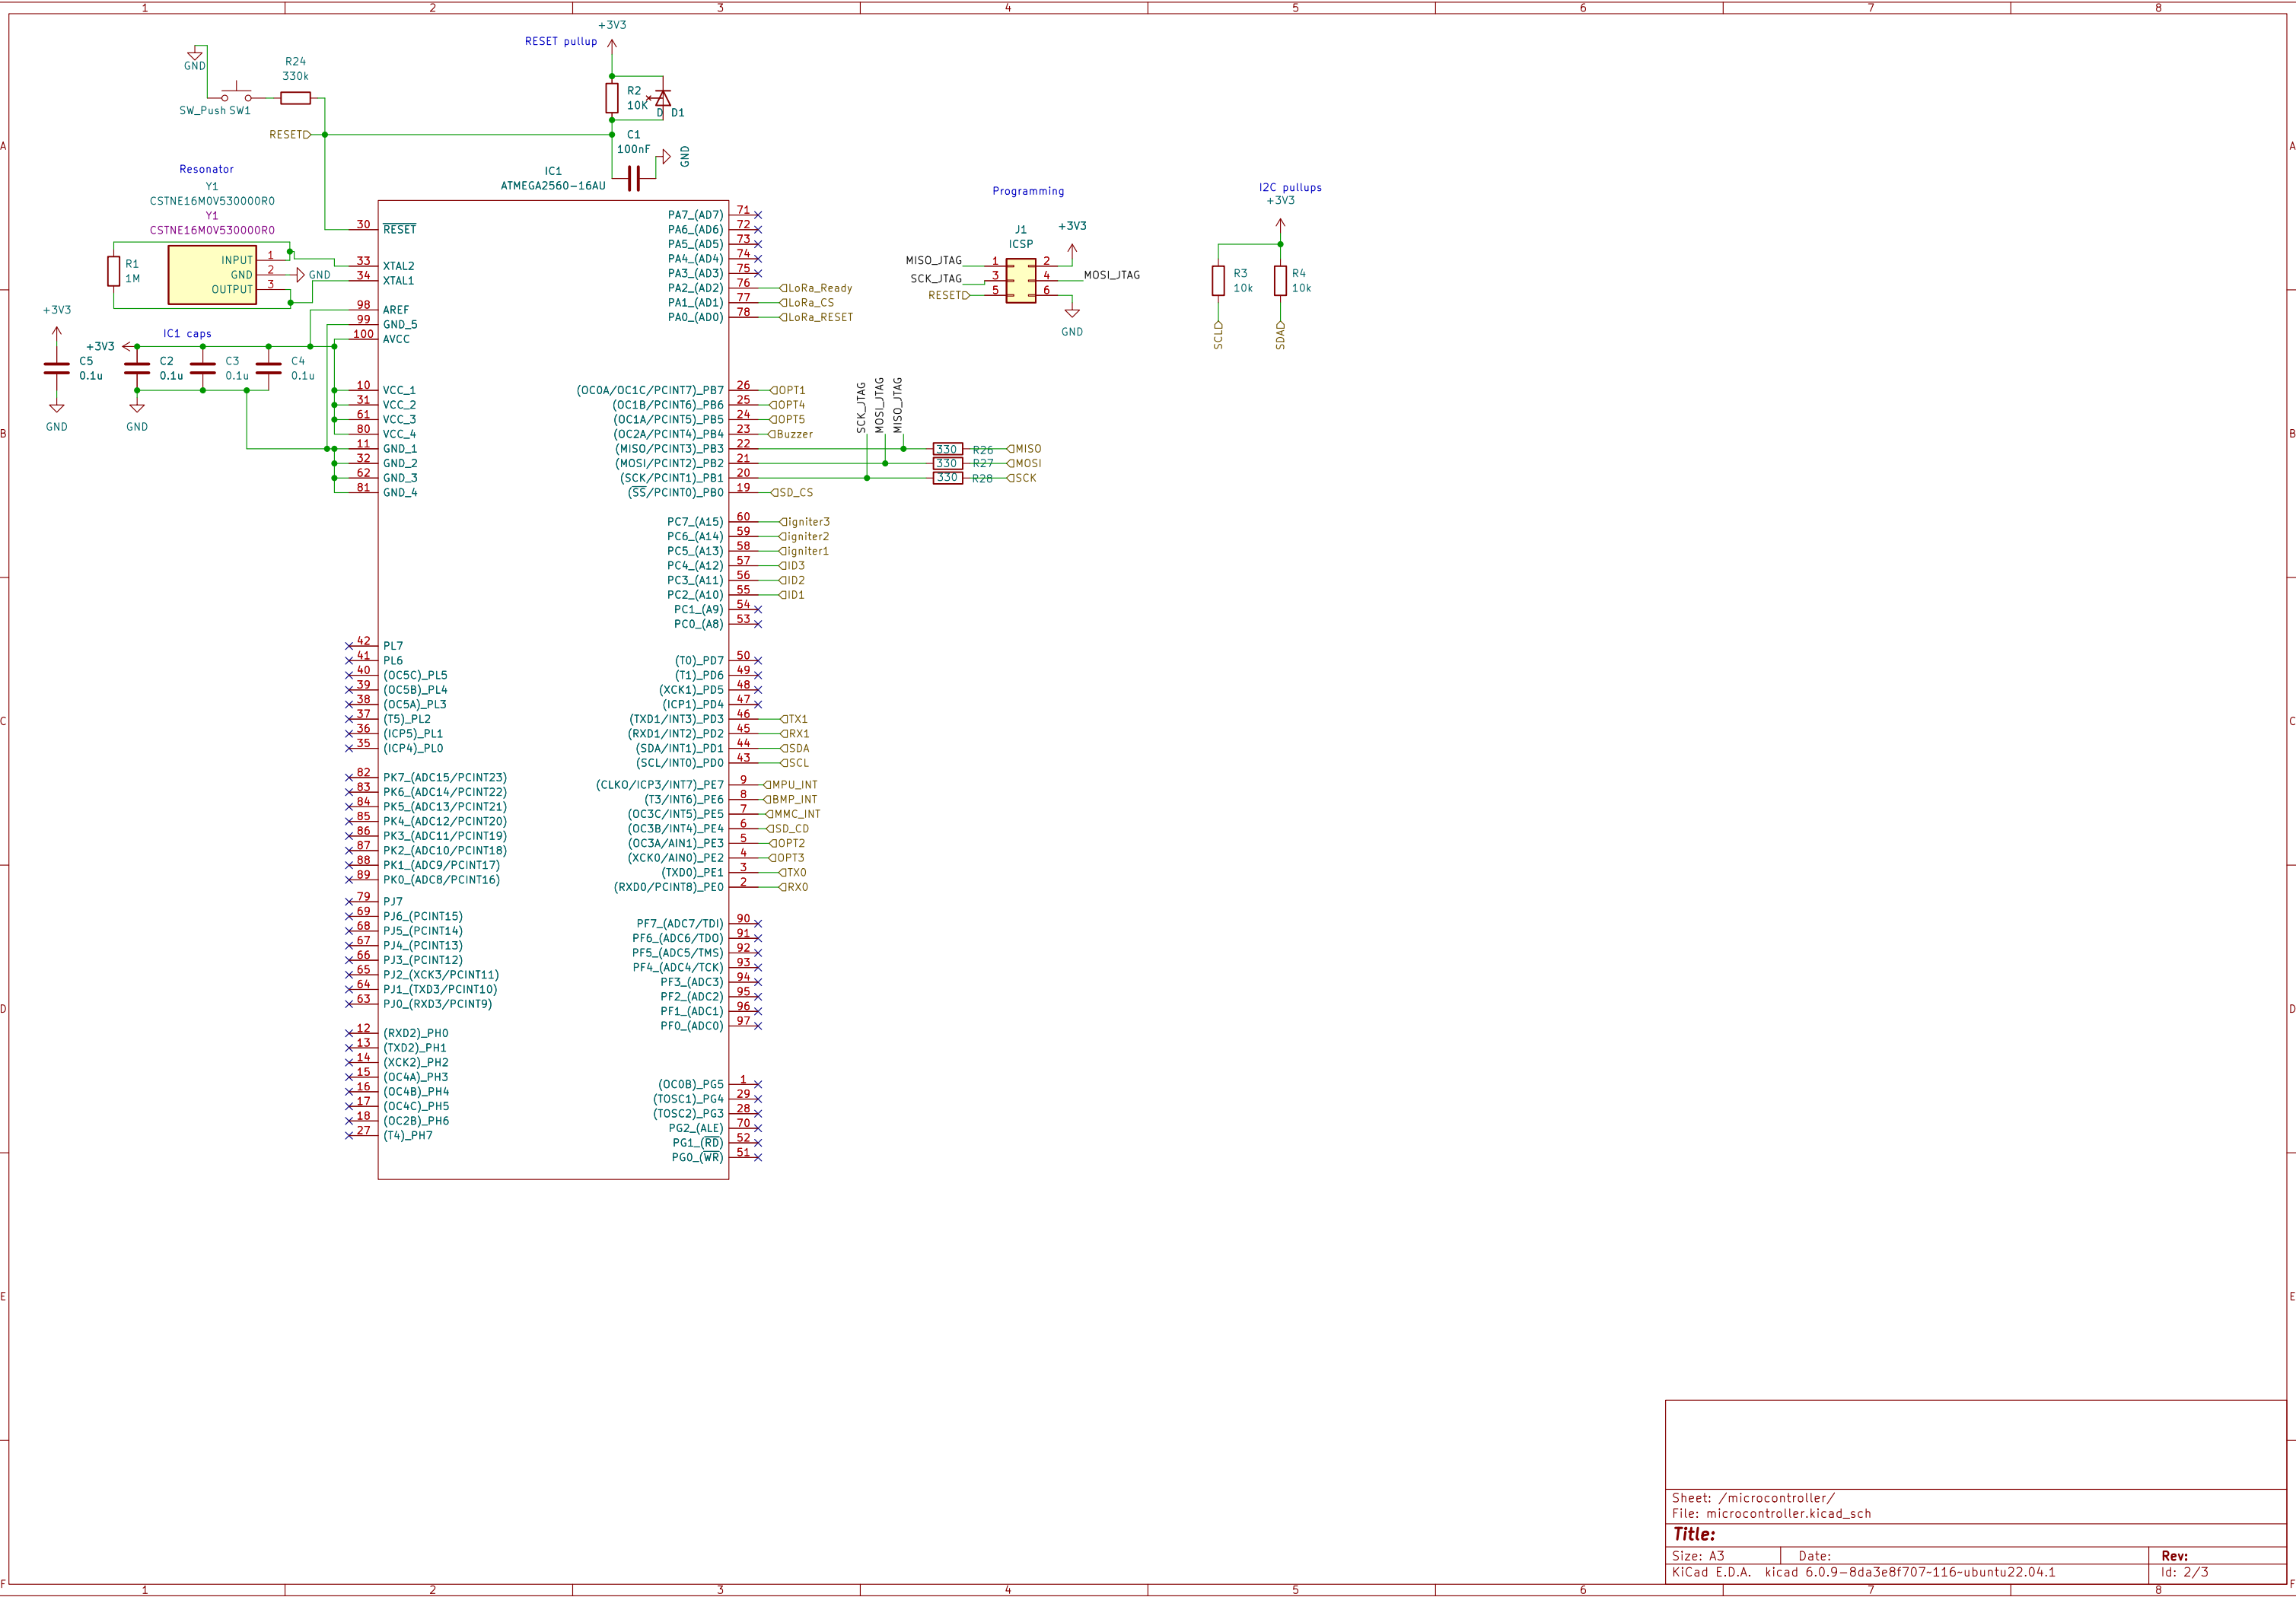 1 2 3 4 5 6 7 8
A
B
C
D
E
F
+3V3
RESET pullup
GND
R24
330k
SW_Push SW1
R2
10K
D D1
RESET
C1
100nF
GND
IC1
ATMEGA2560-16AU
Resonator
Y1
CSTNE16M0V530000R0
Y1
CSTNE16M0V530000R0
R1
1M
INPUT 1
GND 2
OUTPUT 3
GND
+3V3
IC1 caps
+3V3
C5
0.1u
C2
0.1u
C3
0.1u
C4
0.1u
GND
GND
30 RESET
33 XTAL2
34 XTAL1
98 AREF
99 GND_5
100 AVCC
10 VCC_1
31 VCC_2
61 VCC_3
80 VCC_4
11 GND_1
32 GND_2
62 GND_3
81 GND_4
42 PL7
41 PL6
40 (OC5C)_PL5
39 (OC5B)_PL4
38 (OC5A)_PL3
37 (T5)_PL2
36 (ICP5)_PL1
35 (ICP4)_PL0
82 PK7_(ADC15/PCINT23)
83 PK6_(ADC14/PCINT22)
84 PK5_(ADC13/PCINT21)
85 PK4_(ADC12/PCINT20)
86 PK3_(ADC11/PCINT19)
87 PK2_(ADC10/PCINT18)
88 PK1_(ADC9/PCINT17)
89 PK0_(ADC8/PCINT16)
79 PJ7
69 PJ6_(PCINT15)
68 PJ5_(PCINT14)
67 PJ4_(PCINT13)
66 PJ3_(PCINT12)
65 PJ2_(XCK3/PCINT11)
64 PJ1_(TXD3/PCINT10)
63 PJ0_(RXD3/PCINT9)
12 (RXD2)_PH0
13 (TXD2)_PH1
14 (XCK2)_PH2
15 (OC4A)_PH3
16 (OC4B)_PH4
17 (OC4C)_PH5
18 (OC2B)_PH6
27 (T4)_PH7
PA7_(AD7) 71
PA6_(AD6) 72
PA5_(AD5) 73
PA4_(AD4) 74
PA3_(AD3) 75
PA2_(AD2) 76 LoRa_Ready
PA1_(AD1) 77 LoRa_CS
PA0_(AD0) 78 LoRa_RESET
(OC0A/OC1C/PCINT7)_PB7 26 OPT1
(OC1B/PCINT6)_PB6 25 OPT4
(OC1A/PCINT5)_PB5 24 OPT5
(OC2A/PCINT4)_PB4 23 Buzzer
(MISO/PCINT3)_PB3 22 330 R26 MISO
(MOSI/PCINT2)_PB2 21 330 R27 MOSI
(SCK/PCINT1)_PB1 20 330 R28 SCK
(SS/PCINT0)_PB0 19 SD_CS
SCK_JTAG
MOSI_JTAG
MISO_JTAG
PC7_(A15) 60 igniter3
PC6_(A14) 59 igniter2
PC5_(A13) 58 igniter1
PC4_(A12) 57 ID3
PC3_(A11) 56 ID2
PC2_(A10) 55 ID1
PC1_(A9) 54
PC0_(A8) 53
(T0)_PD7 50
(T1)_PD6 49
(XCK1)_PD5 48
(ICP1)_PD4 47
(TXD1/INT3)_PD3 46 TX1
(RXD1/INT2)_PD2 45 RX1
(SDA/INT1)_PD1 44 SDA
(SCL/INT0)_PD0 43 SCL
(CLKO/ICP3/INT7)_PE7 9 MPU_INT
(T3/INT6)_PE6 8 BMP_INT
(OC3C/INT5)_PE5 7 MMC_INT
(OC3B/INT4)_PE4 6 SD_CD
(OC3A/AIN1)_PE3 5 OPT2
(XCK0/AIN0)_PE2 4 OPT3
(TXD0)_PE1 3 TX0
(RXD0/PCINT8)_PE0 2 RX0
PF7_(ADC7/TDI) 90
PF6_(ADC6/TDO) 91
PF5_(ADC5/TMS) 92
PF4_(ADC4/TCK) 93
PF3_(ADC3) 94
PF2_(ADC2) 95
PF1_(ADC1) 96
PF0_(ADC0) 97
(OC0B)_PG5 1
(TOSC1)_PG4 29
(TOSC2)_PG3 28
PG2_(ALE) 70
PG1_(RD) 52
PG0_(WR) 51
Programming
J1
ICSP
+3V3
MISO_JTAG 1 2
SCK_JTAG 3 4 MOSI_JTAG
RESET 5 6
GND
I2C pullups
+3V3
R3
10k
R4
10k
SCL
SDA
Sheet: /microcontroller/
File: microcontroller.kicad_sch
Title:
Size: A3 Date: Rev:
KiCad E.D.A. kicad 6.0.9-8da3e8f707~116~ubuntu22.04.1 Id: 2/3
1 2 3 4 5 6 7 8
A
B
C
D
E
F